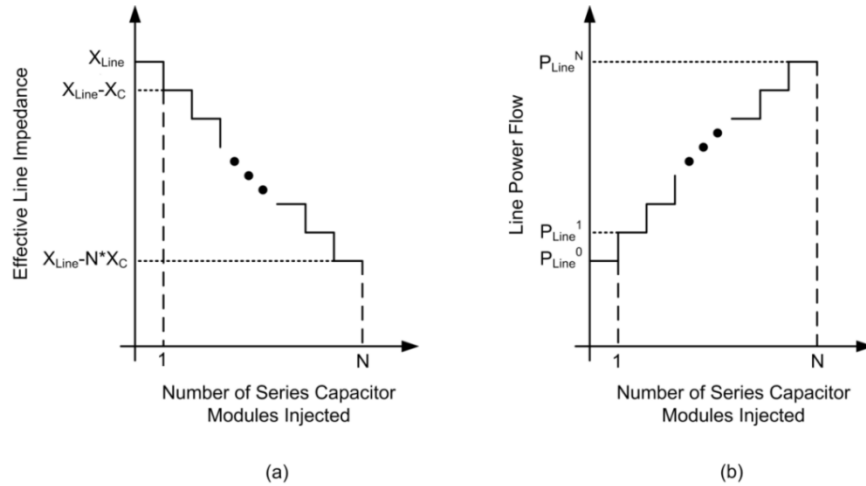 Effective Line Impedance
X_Line
X_Line-X_C
X_Line-N*X_C
1
N
Number of Series Capacitor
Modules Injected
(a)
Line Power Flow
P_Line^N
P_Line^1
P_Line^0
1
N
Number of Series Capacitor
Modules Injected
(b)